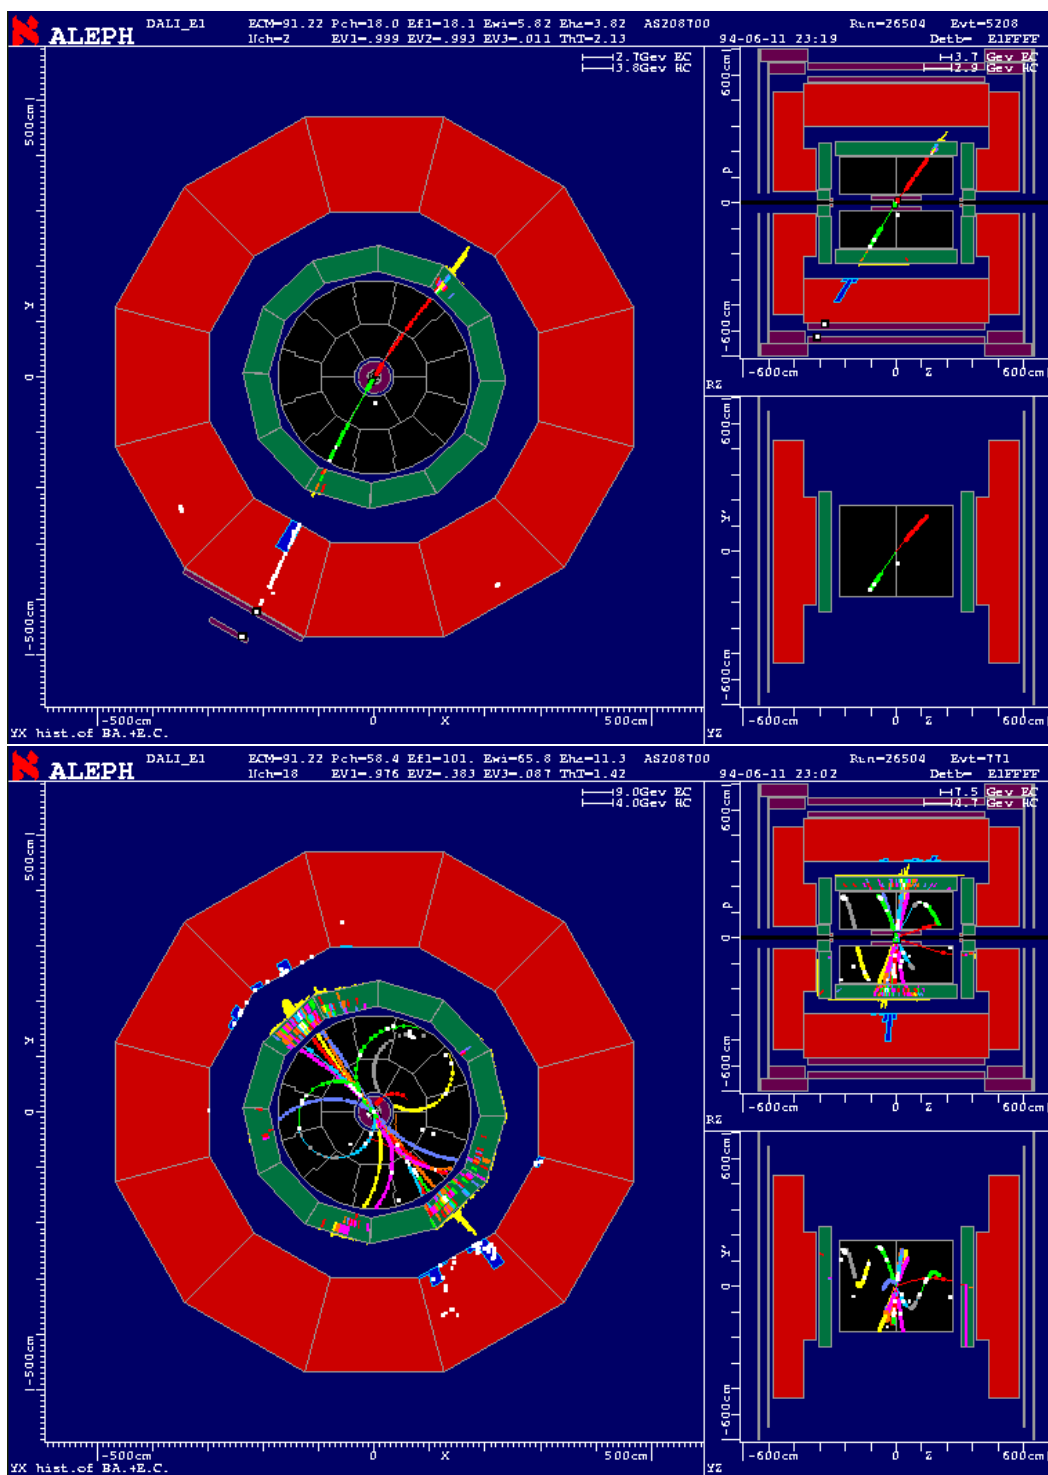 DALI_E1 ECM=91.22 Pch=18.0 Efl=18.1 Ewi=5.82 Eha=3.82 AS208700 Run=26504 Evt=5208
ALEPH Nch=2 EV1=.999 EV2=.993 EV3=.011 ThT=2.13 94-06-11 23:19 Detb= E1FFFF
2.7Gev EC
3.8Gev HC
3.7 Gev EC
2.9 Gev HC
500cm
Y
0
-500cm
-500cm 0 X 500cm
YX hist.of BA.+E.C.
600cm
ρ
0
-600cm
RZ
-600cm 0 Z 600cm
600cm
Y'
0
-600cm
-600cm 0 Z 600cm
YZ
DALI_E1 ECM=91.22 Pch=58.4 Efl=101. Ewi=65.8 Eha=11.3 AS208700 Run=26504 Evt=771
ALEPH Nch=18 EV1=.976 EV2=.383 EV3=.087 ThT=1.42 94-06-11 23:02 Detb= E1FFFF
9.0Gev EC
4.0Gev HC
7.5 Gev EC
4.7 Gev HC
500cm
Y
0
-500cm
-500cm 0 X 500cm
YX hist.of BA.+E.C.
600cm
ρ
0
-600cm
RZ
-600cm 0 Z 600cm
600cm
Y'
0
-600cm
-600cm 0 Z 600cm
YZ